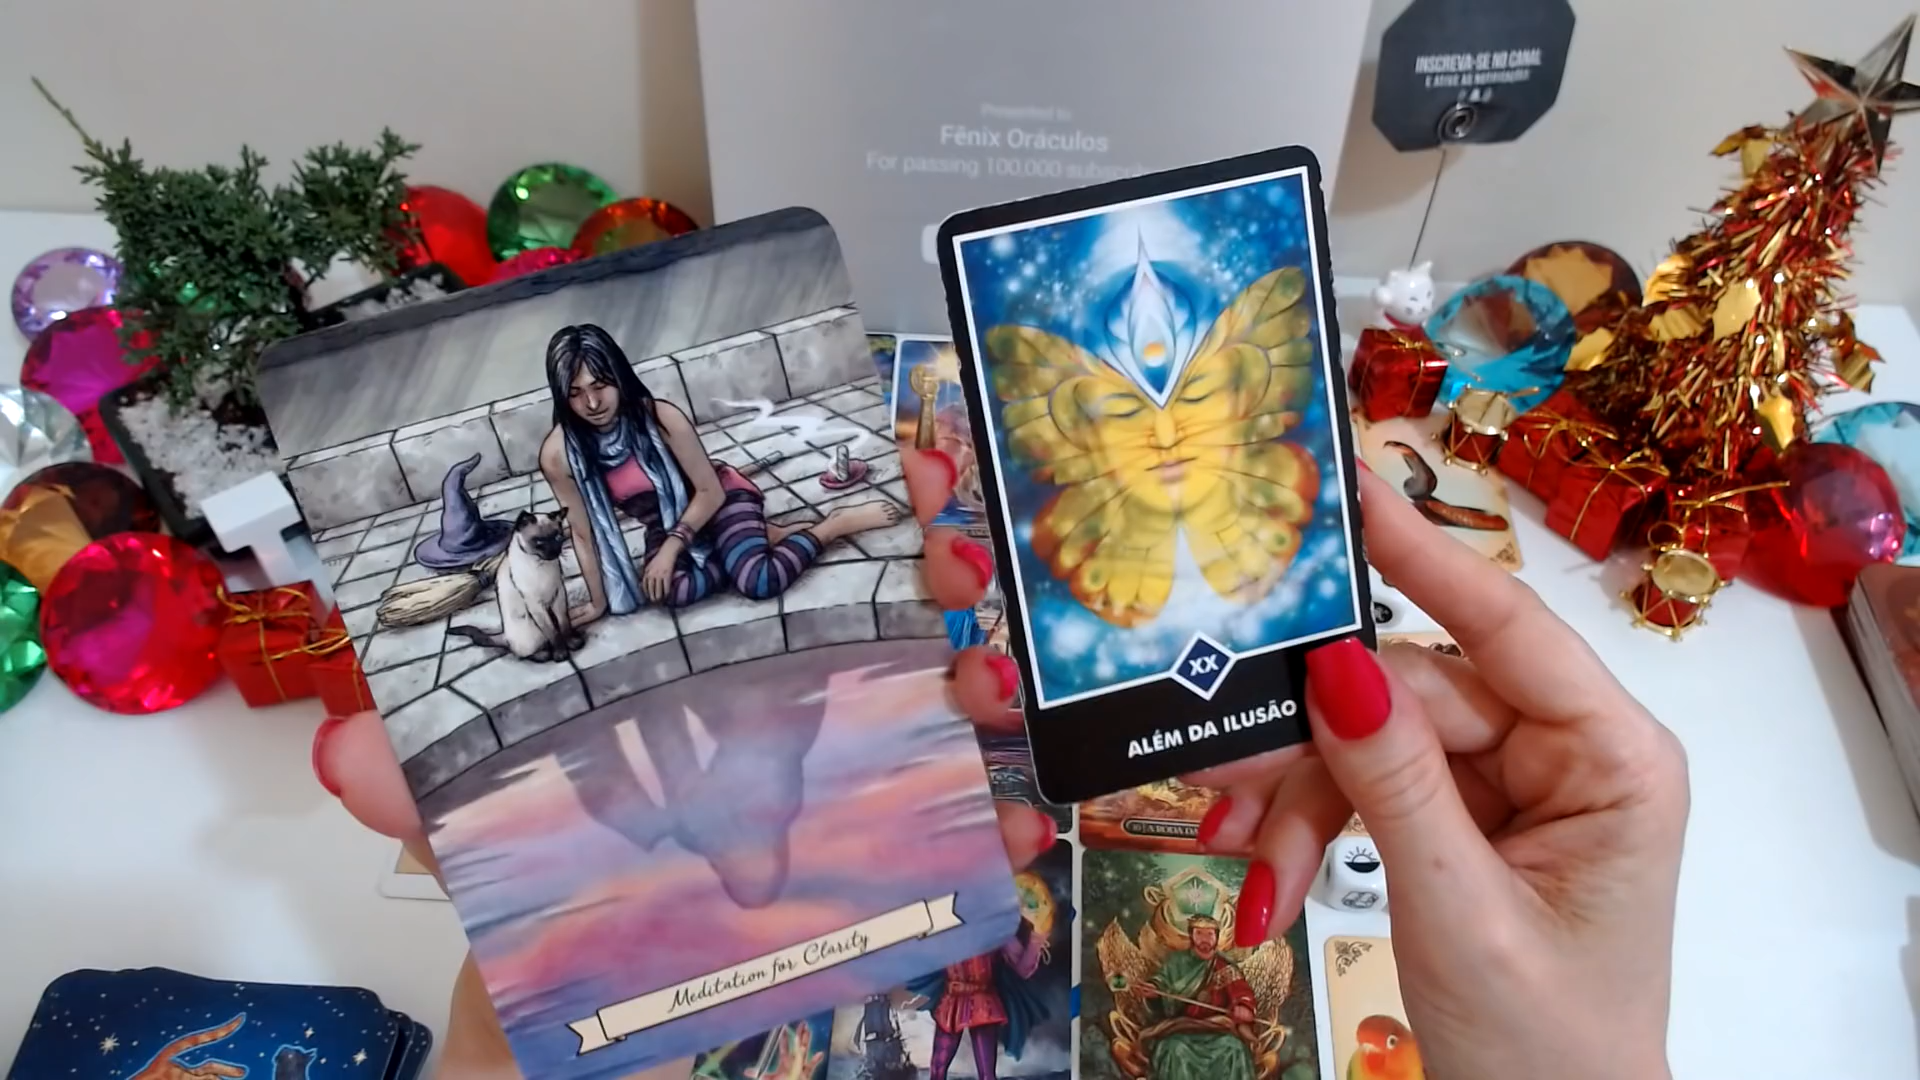 Presented to
Fênix Oráculos
For passing 100,000
INSCREVA-SE NO CANAL
E ATIVE AS NOTIFICAÇÕES
XX
ALÉM DA ILUSÃO
Meditation for Clarity